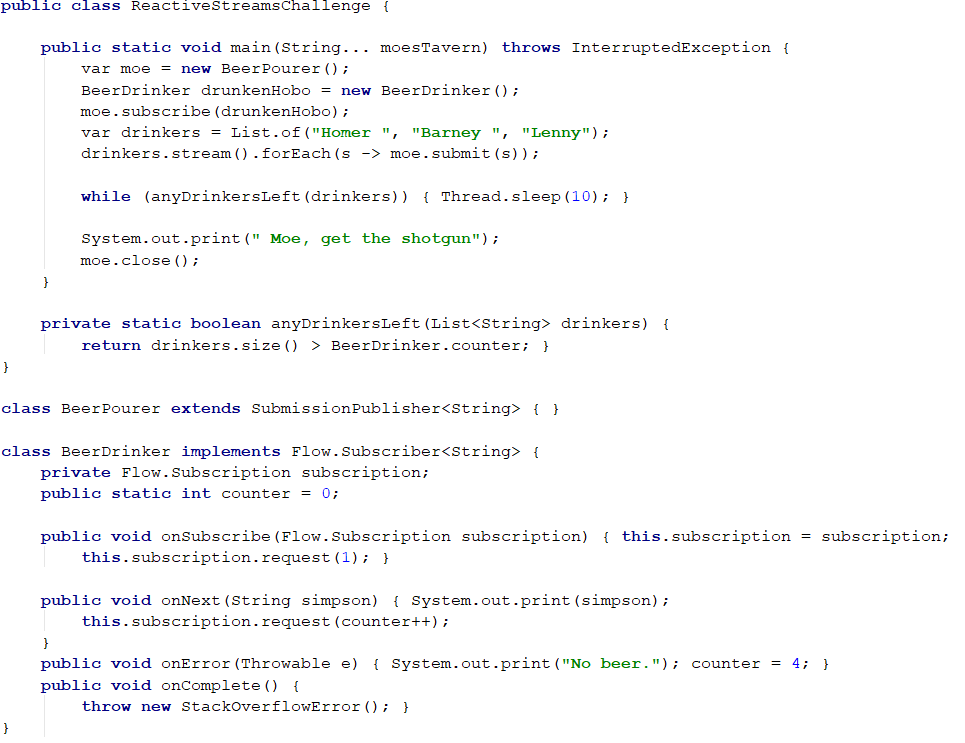 public class ReactiveStreamsChallenge {
public static void main(String... moesTavern) throws InterruptedException {
var moe = new BeerPourer();
BeerDrinker drunkenHobo = new BeerDrinker();
moe.subscribe(drunkenHobo);
var drinkers = List.of("Homer ", "Barney ", "Lenny");
drinkers.stream().forEach(s -> moe.submit(s));
while (anyDrinkersLeft(drinkers)) { Thread.sleep(10); }
System.out.print(" Moe, get the shotgun");
moe.close();
}
private static boolean anyDrinkersLeft(List<String> drinkers) {
return drinkers.size() > BeerDrinker.counter; }
}
class BeerPourer extends SubmissionPublisher<String> { }
class BeerDrinker implements Flow.Subscriber<String> {
private Flow.Subscription subscription;
public static int counter = 0;
public void onSubscribe(Flow.Subscription subscription) { this.subscription = subscription;
this.subscription.request(1); }
public void onNext(String simpson) { System.out.print(simpson);
this.subscription.request(counter++);
}
public void onError(Throwable e) { System.out.print("No beer."); counter = 4; }
public void onComplete() {
throw new StackOverflowError(); }
}